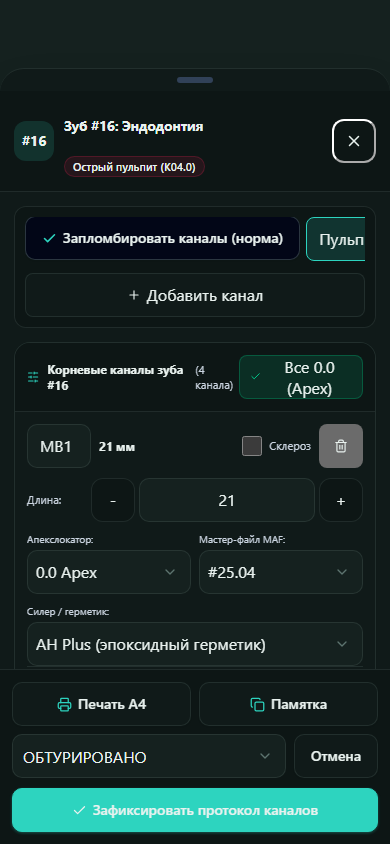 #16
Зуб #16: Эндодонтия
Острый пульпит (K04.0)
Запломбировать каналы (норма)
Пульп
+ Добавить канал
Корневые каналы зуба
#16
(4
канала)
Все 0.0
(Apex)
MB1
21 мм
Склероз
Длина:
-
21
+
Апекслокатор:
Мастер-файл MAF:
0.0 Apex
#25.04
Силер / герметик:
AH Plus (эпоксидный герметик)
Печать А4
Памятка
ОБТУРИРОВАНО
Отмена
Зафиксировать протокол каналов